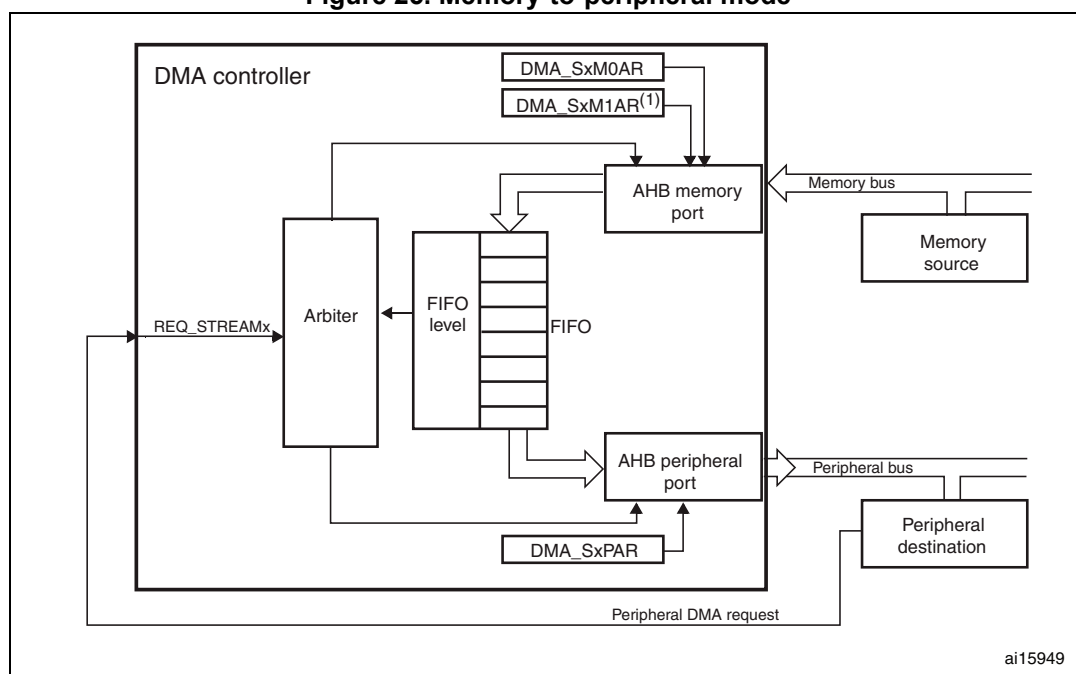 Figure Memory-to-peripheral mode
DMA controller
DMA_SxM0AR
DMA_SxM1AR(1)
AHB memory
port
Memory bus
Memory
source
REQ_STREAMx
Arbiter
FIFO
level
FIFO
AHB peripheral
port
Peripheral bus
DMA_SxPAR
Peripheral
destination
Peripheral DMA request
ai15949